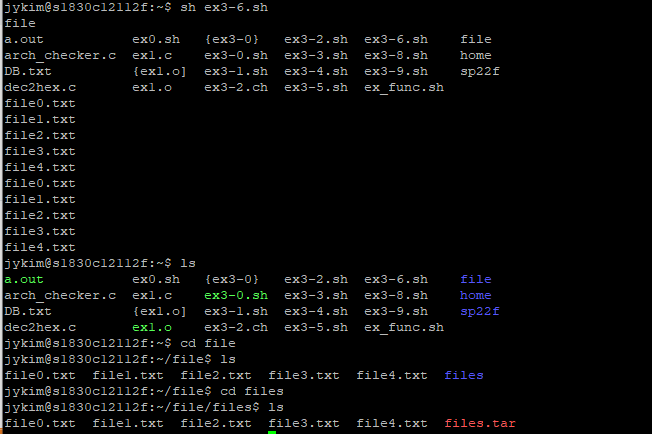 jykim@s1830c12112f:~$ sh ex3-6.sh
file
a.out ex0.sh {ex3-0} ex3-2.sh ex3-6.sh file
arch_checker.c ex1.c ex3-0.sh ex3-3.sh ex3-8.sh home
DB.txt {ex1.o] ex3-1.sh ex3-4.sh ex3-9.sh sp22f
dec2hex.c ex1.o ex3-2.ch ex3-5.sh ex_func.sh
file0.txt
file1.txt
file2.txt
file3.txt
file4.txt
file0.txt
file1.txt
file2.txt
file3.txt
file4.txt
jykim@s1830c12112f:~$ ls
a.out ex0.sh {ex3-0} ex3-2.sh ex3-6.sh file
arch_checker.c ex1.c ex3-0.sh ex3-3.sh ex3-8.sh home
DB.txt {ex1.o] ex3-1.sh ex3-4.sh ex3-9.sh sp22f
dec2hex.c ex1.o ex3-2.ch ex3-5.sh ex_func.sh
jykim@s1830c12112f:~$ cd file
jykim@s1830c12112f:~/file$ ls
file0.txt file1.txt file2.txt file3.txt file4.txt files
jykim@s1830c12112f:~/file$ cd files
jykim@s1830c12112f:~/file/files$ ls
file0.txt file1.txt file2.txt file3.txt file4.txt files.tar